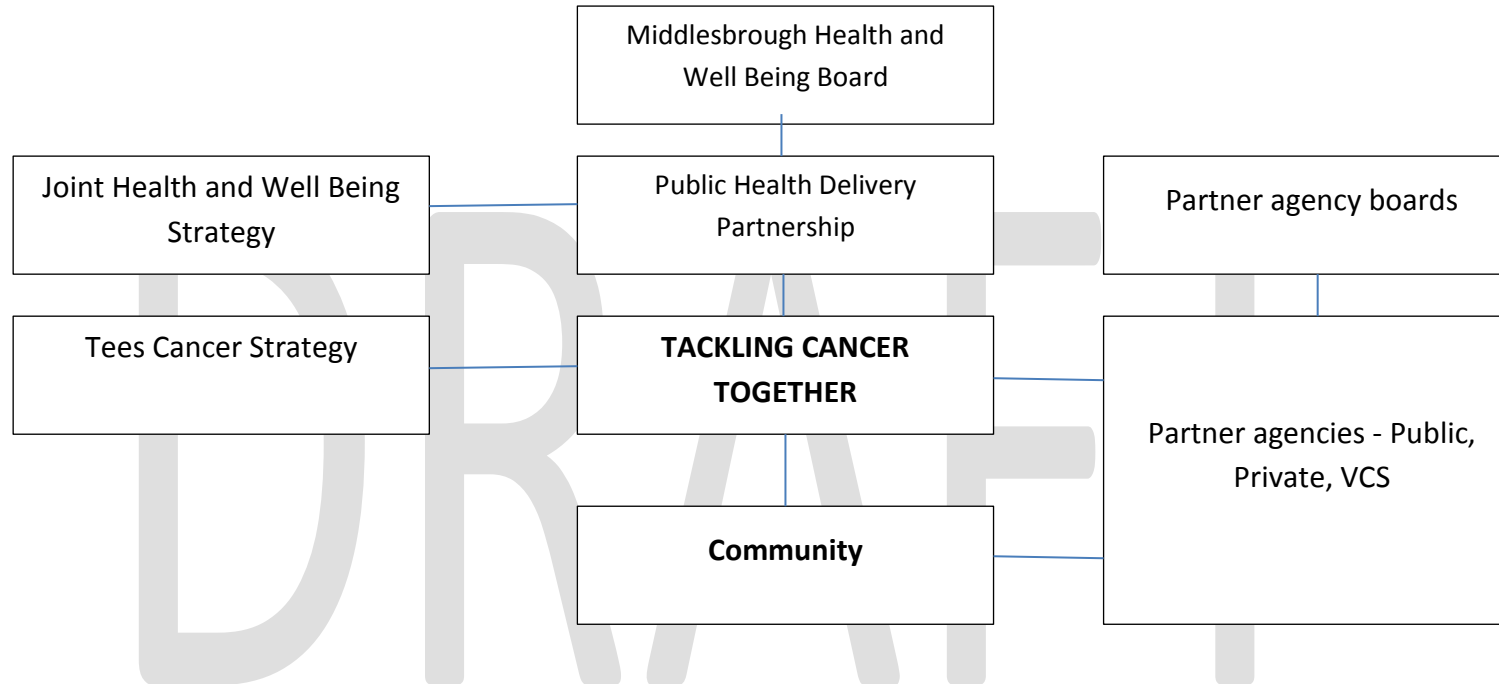 Middlesbrough Health and
Well Being Board
Joint Health and Well Being
Strategy
Public Health Delivery
Partnership
Partner agency boards
Tees Cancer Strategy
TACKLING CANCER
TOGETHER
Partner agencies - Public,
Private, VCS
Community
DRAFT